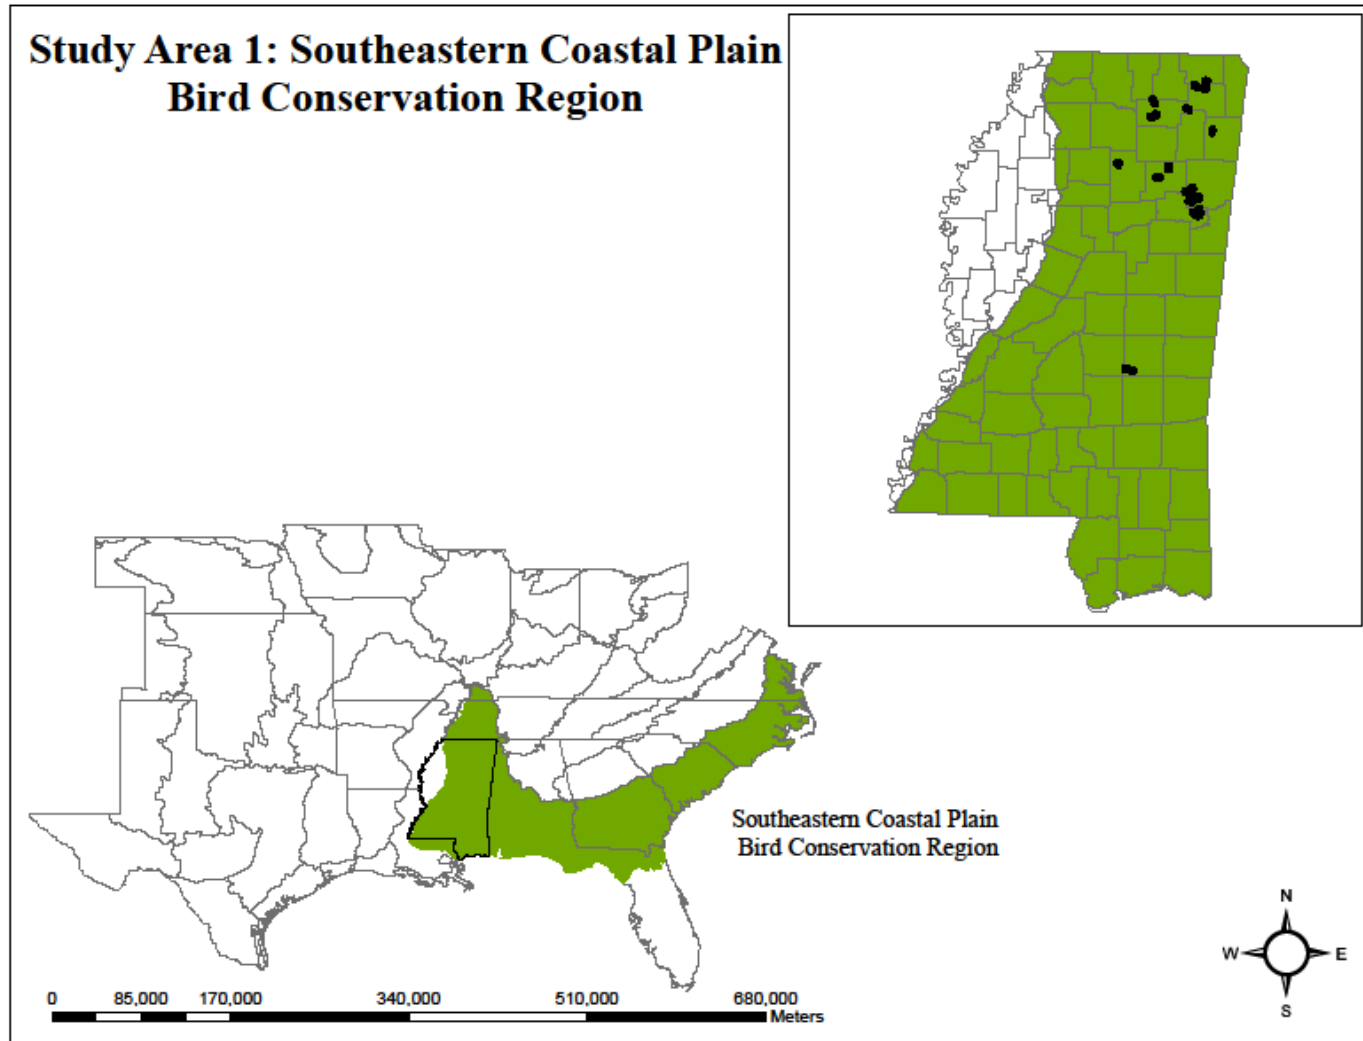 Study Area 1: Southeastern Coastal Plain
Bird Conservation Region
Southeastern Coastal Plain
Bird Conservation Region
N
W E
S
0 85,000 170,000 340,000 510,000 680,000
Meters